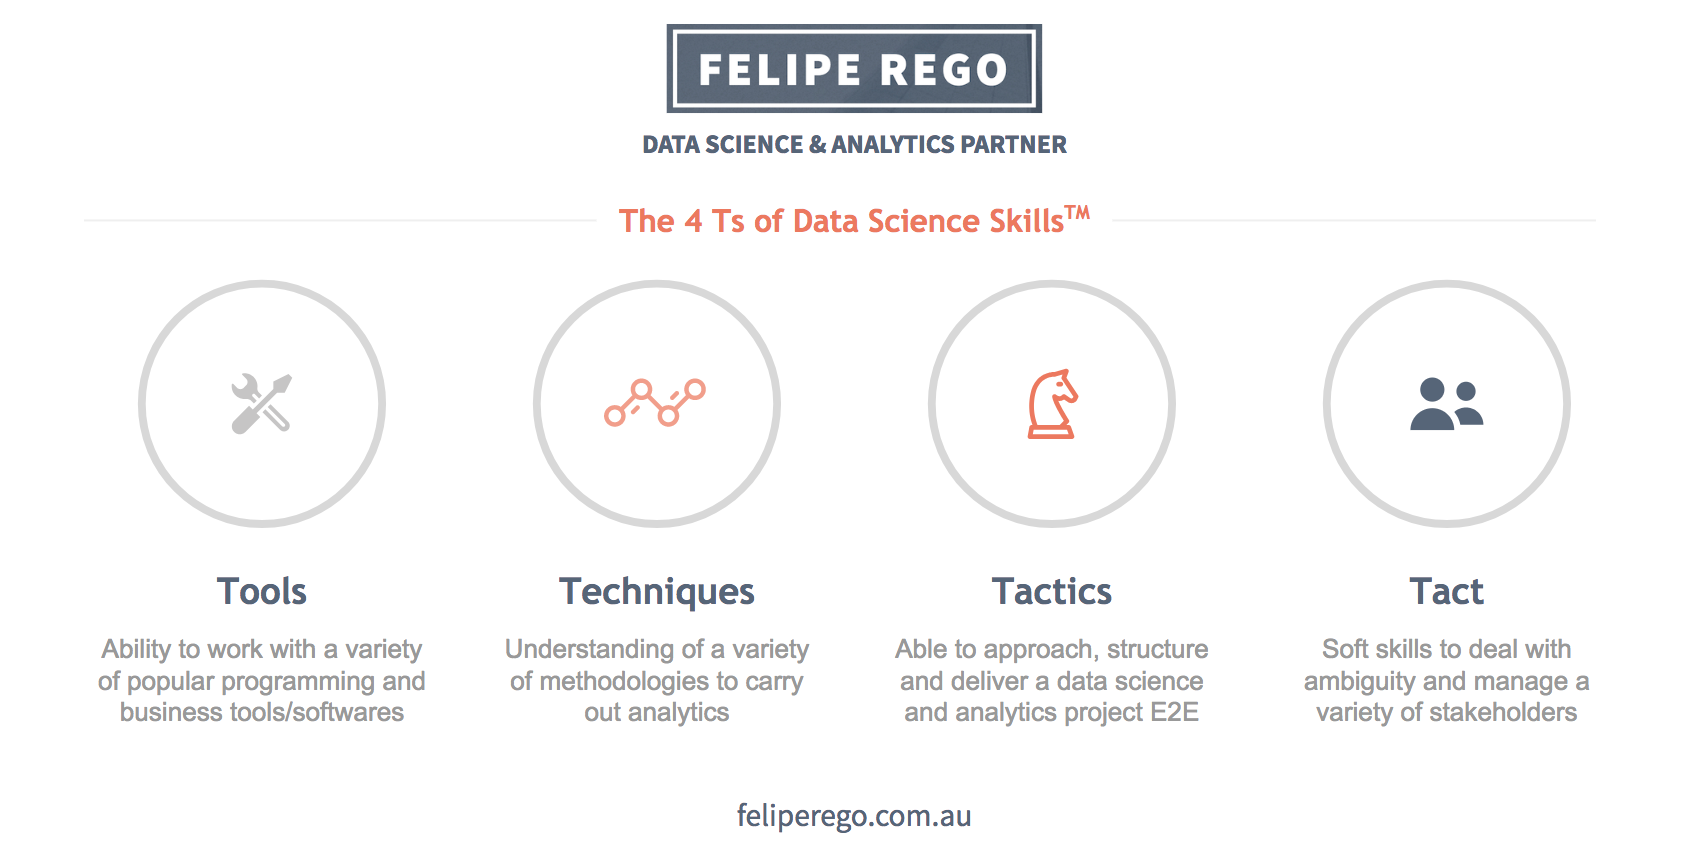 FELIPE REGO
DATA SCIENCE & ANALYTICS PARTNER
The 4 Ts of Data Science Skills™
Tools
Ability to work with a variety
of popular programming and
business tools/softwares
Techniques
Understanding of a variety
of methodologies to carry
out analytics
Tactics
Able to approach, structure
and deliver a data science
and analytics project E2E
Tact
Soft skills to deal with
ambiguity and manage a
variety of stakeholders
feliperego.com.au